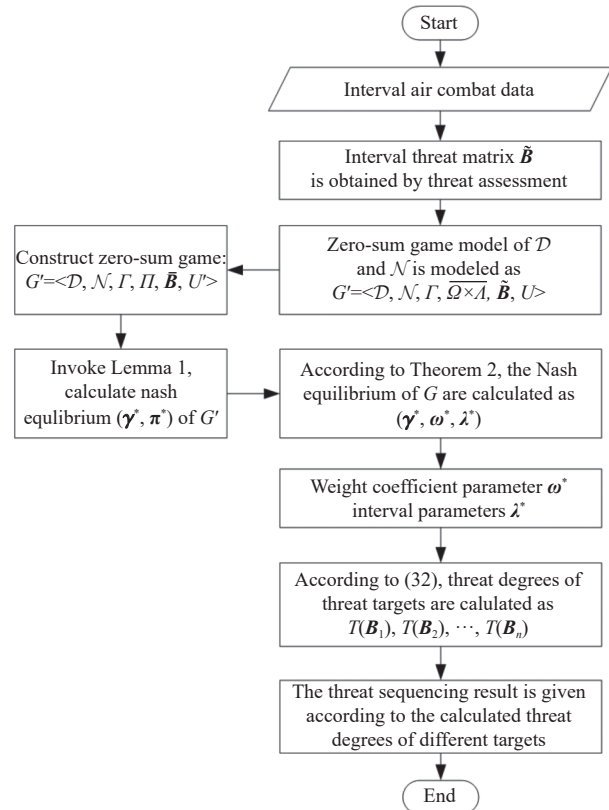 Start
Interval air combat data
Interval threat matrix B̃
is obtained by threat assessment
Zero-sum game model of 𝒟
and 𝒩 is modeled as
G′=<𝒟, 𝒩, Γ, \overline{Ω×Λ}, B̃, U>
Construct zero-sum game:
G′=<𝒟, 𝒩, Γ, Π, B̄, U′>
Invoke Lemma 1,
calculate nash
equlibrium (γ*, π*) of G′
According to Theorem 2, the Nash
equilibrium of G are calculated as
(γ*, ω*, λ*)
Weight coefficient parameter ω*
interval parameters λ*
According to (32), threat degrees of
threat targets are calulated as
T(B₁), T(B₂), ···, T(Bₙ)
The threat sequencing result is given
according to the calculated threat
degrees of different targets
End